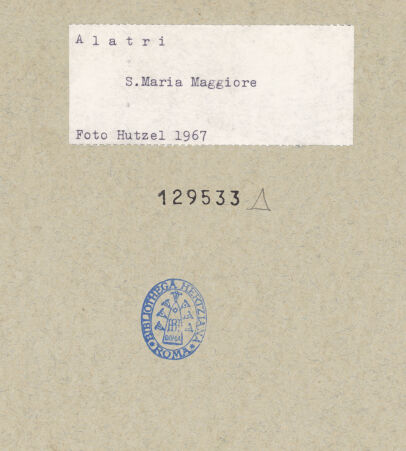 Alatri
S.Maria Maggiore
Foto Hutzel 1967
129533
BIBLIOTHECA HERTZIANA
ROMA